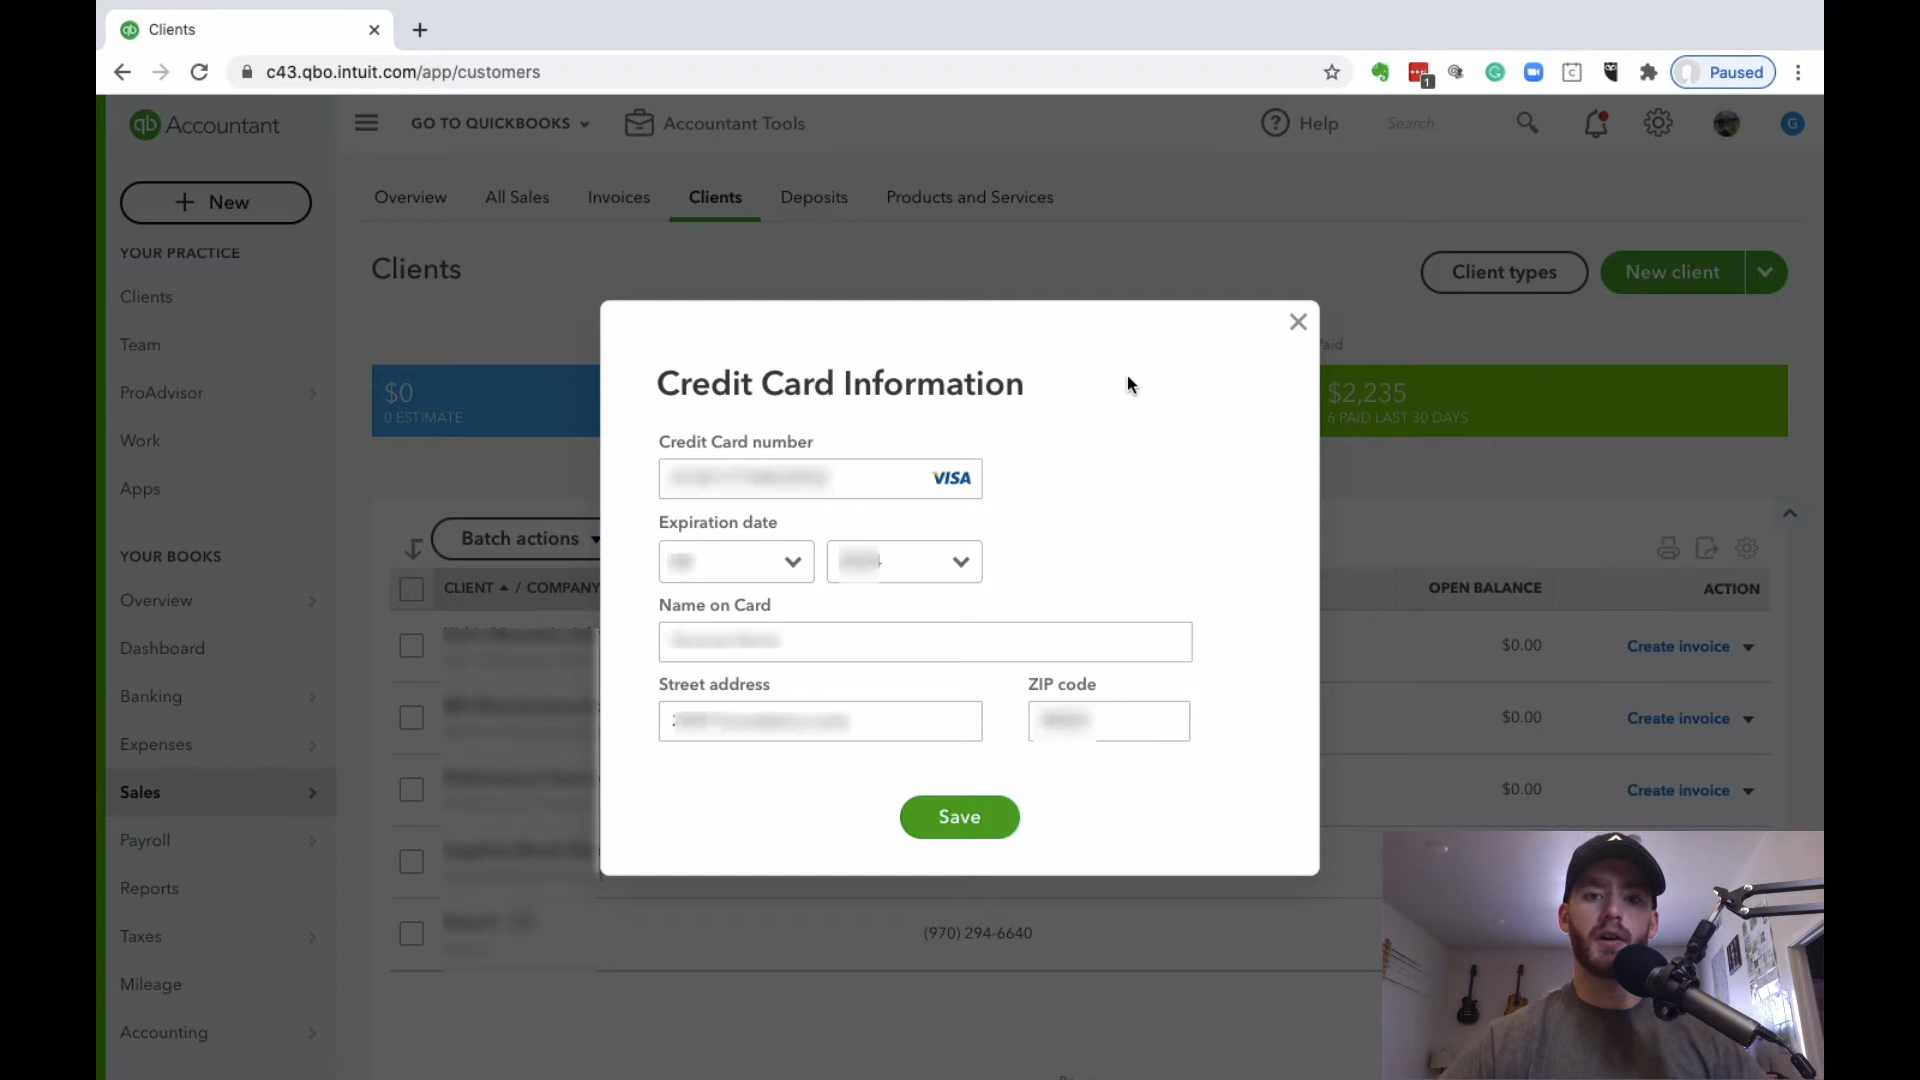 Clients
c43.qbo.intuit.com/app/customers
1
Paused
qb Accountant
GO TO QUICKBOOKS
Accountant Tools
Help
Search
G
+ New
Overview
All Sales
Invoices
Clients
Deposits
Products and Services
YOUR PRACTICE
Clients
Team
ProAdvisor
Work
Apps
YOUR BOOKS
Overview
Dashboard
Banking
Expenses
Sales
Payroll
Reports
Taxes
Mileage
Accounting
Clients
Client types
New client
Paid
$0
0 ESTIMATE
$2,235
6 PAID LAST 30 DAYS
Credit Card Information
Credit Card number
VISA
Expiration date
Name on Card
Street address
ZIP code
Save
Batch actions
CLIENT / COMPANY
OPEN BALANCE
ACTION
$0.00
Create invoice
$0.00
Create invoice
$0.00
Create invoice
(970) 294-6640